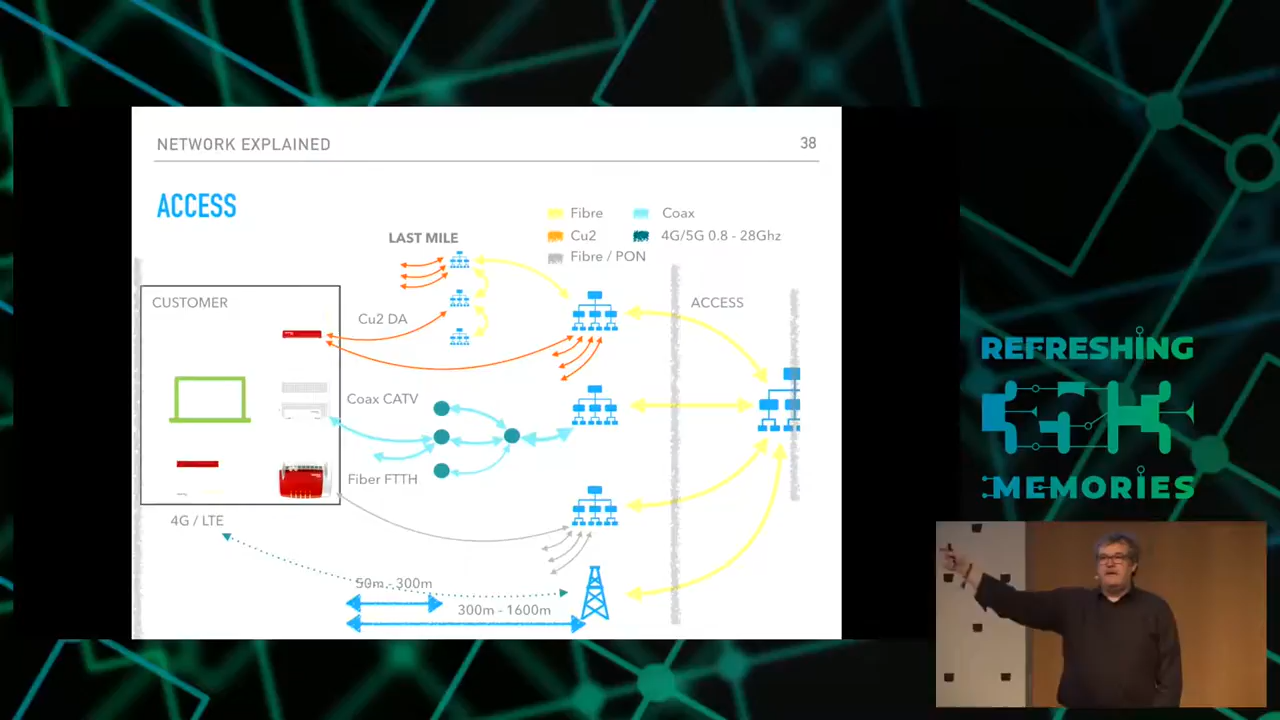 NETWORK EXPLAINED
38
ACCESS
Fibre
Coax
Cu2
4G/5G 0.8 - 28Ghz
Fibre / PON
LAST MILE
CUSTOMER
ACCESS
Cu2 DA
Coax CATV
Fiber FTTH
4G / LTE
50m - 300m
300m - 1600m
REFRESHING
MEMORIES